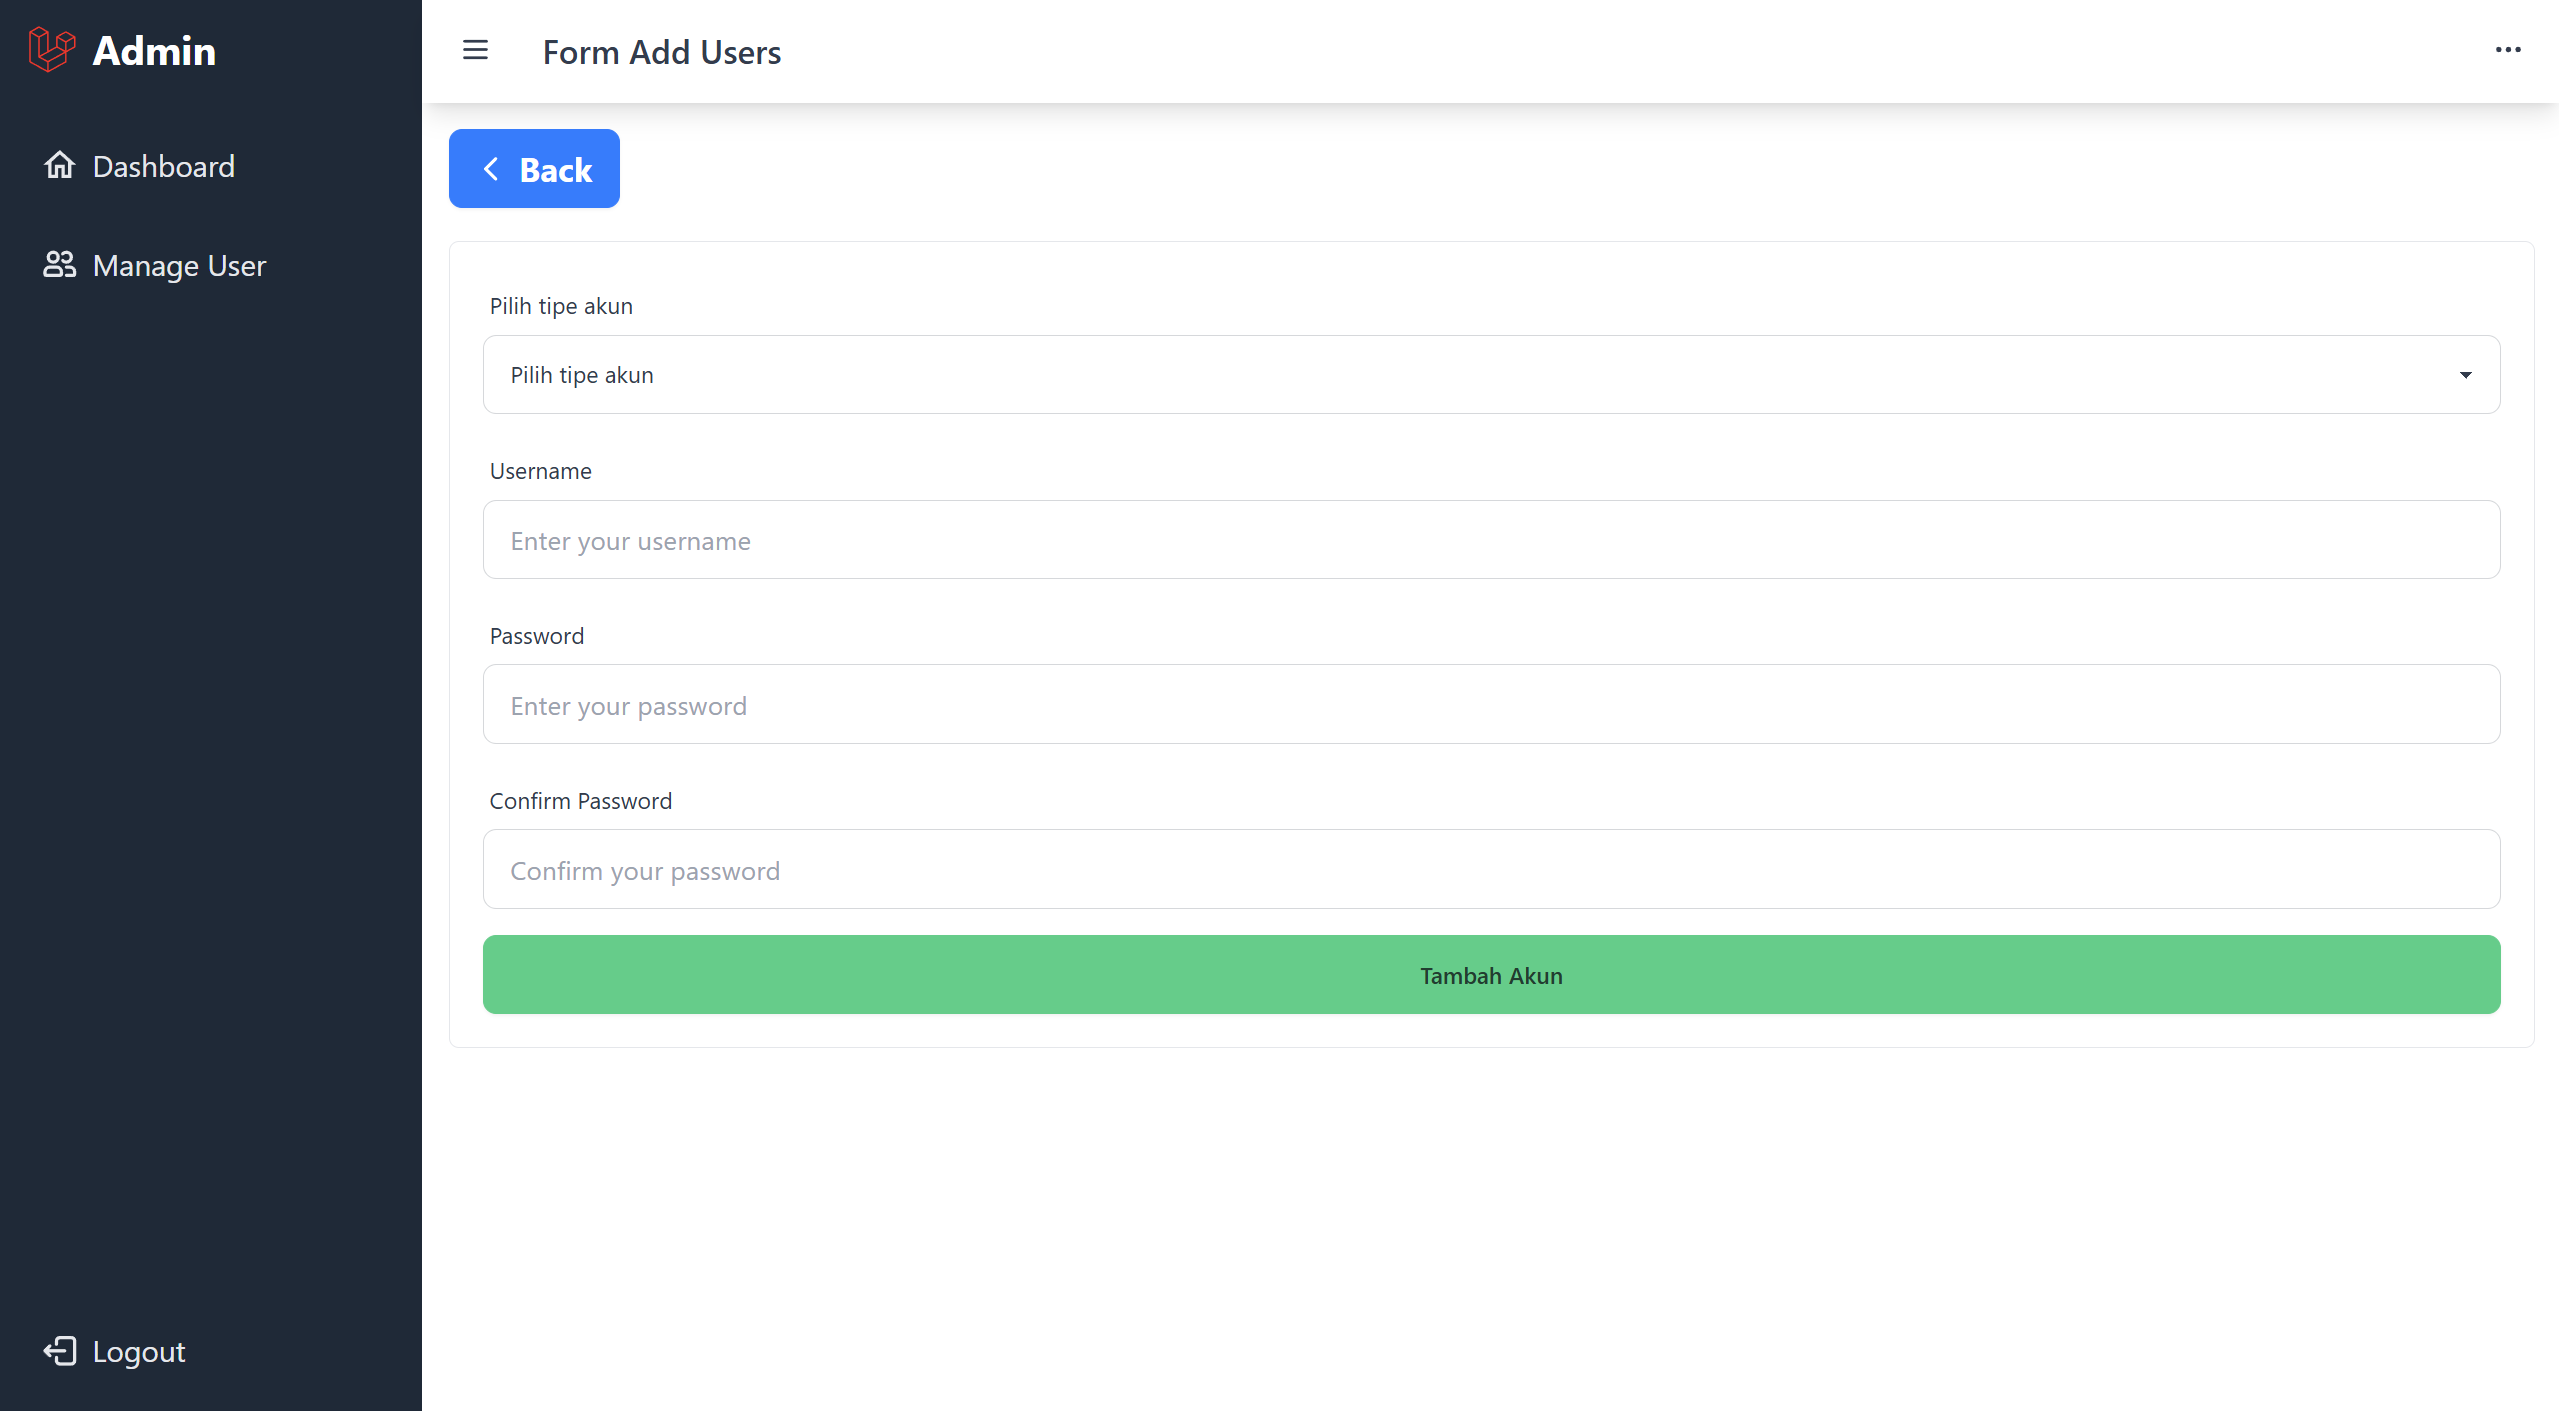 Admin
Dashboard
Manage User
Logout
Form Add Users
Back
Pilih tipe akun
Pilih tipe akun
Username
Enter your username
Password
Enter your password
Confirm Password
Confirm your password
Tambah Akun